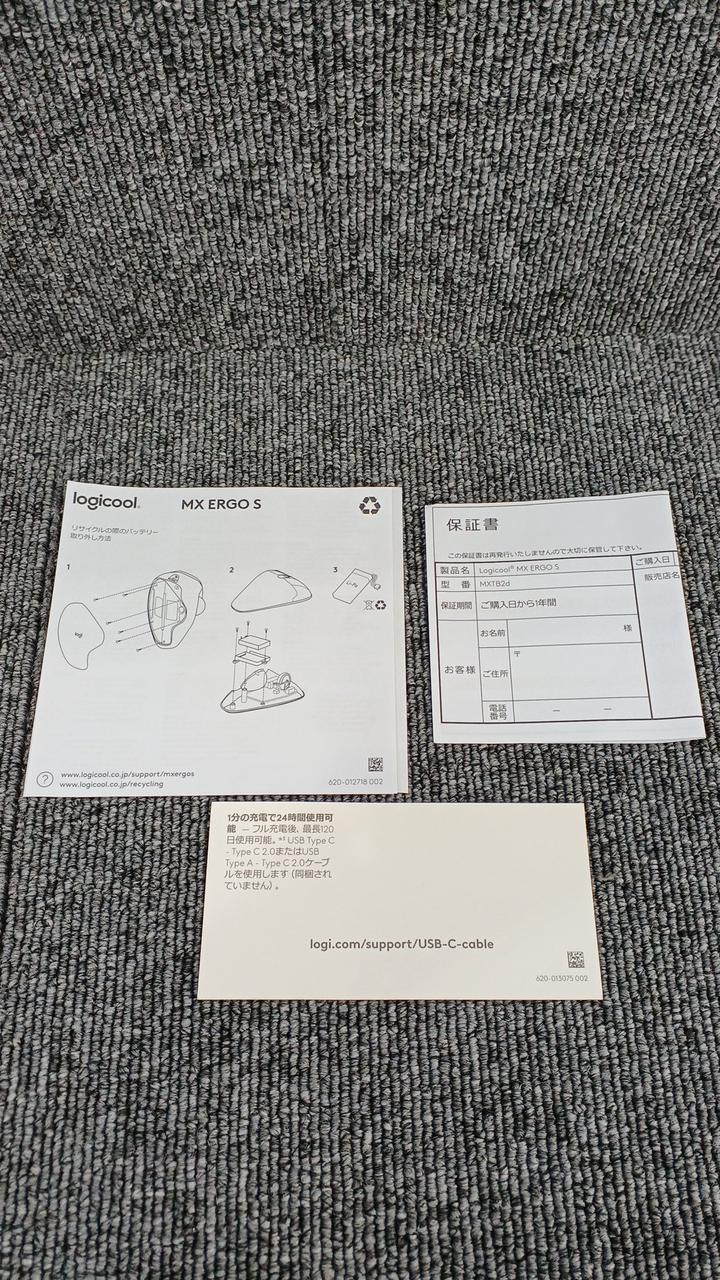 logicool
MX ERGO S
リサイクルの際のバッテリー
取り外し方法
1
2
3
Li-Po
logi
www.logicool.co.jp/support/mxergos
www.logicool.co.jp/recycling
620-012718 002
保証書
この保証書は再発行いたしませんので大切に保管して下さい。
製品名 Logicool® MX ERGO S
ご購入日
型 番 MXTB2d
販売店名
保証期間 ご購入日から1年間
お客様
お名前 様
ご住所 〒
電話
番号
1分の充電で24時間使用可
能 — フル充電後、最長120
日使用可能。 USB Type C
- Type C 2.0またはUSB
Type A - Type C 2.0ケーブ
ルを使用します（同梱され
ていません）。
logi.com/support/USB-C-cable
620-013075 002